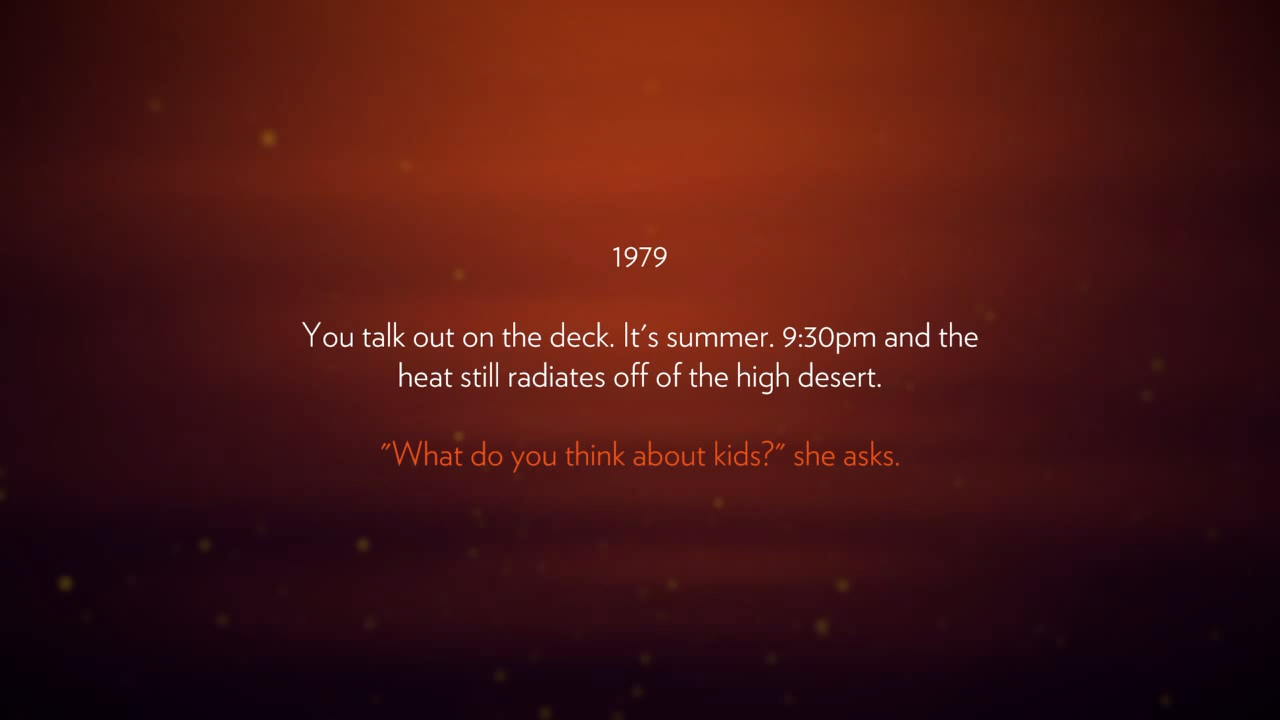 1979
You talk out on the deck. It's summer. 9:30pm and the
heat still radiates off of the high desert.
"What do you think about kids?" she asks.